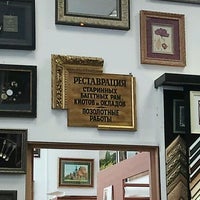 РЕСТАВРАЦИЯ
СТАРИННЫХ
БАГЕТНЫХ РАМ,
КИОТОВ И ОКЛАДОВ
ПОЗОЛОТНЫЕ
РАБОТЫ